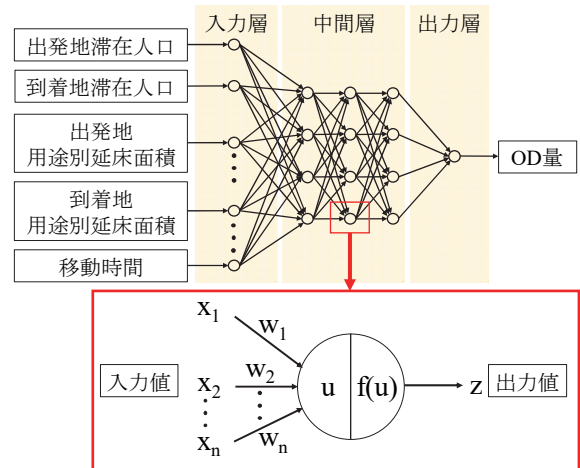 入力層
中間層
出力層
出発地滞在人口
到着地滞在人口
出発地
用途別延床面積
到着地
用途別延床面積
移動時間
OD量
x1
w1
入力値
x2
w2
u
f(u)
z
出力値
xn
wn